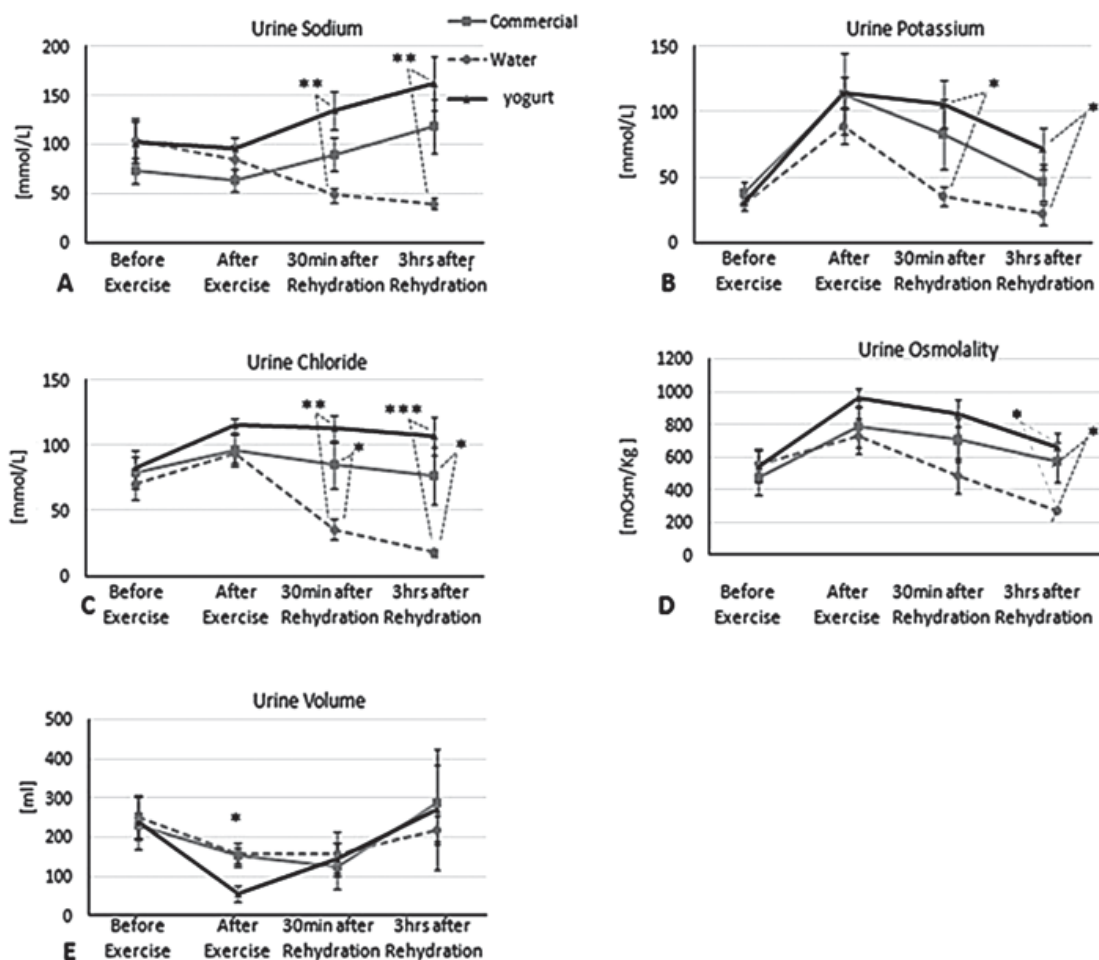 Urine Sodium
Commercial
Water
yogurt
[mmol/L]
200
150
100
50
0
**
**
Before Exercise
After Exercise
30min after Rehydration
3hrs after Rehydration
A
Urine Potassium
[mmol/L]
150
100
50
0
*
*
Before Exercise
After Exercise
30min after Rehydration
3hrs after Rehydration
B
Urine Chloride
[mmol/L]
150
100
50
0
**
*
***
*
Before Exercise
After Exercise
30min after Rehydration
3hrs after Rehydration
C
Urine Osmolality
[mOsm/Kg]
1200
1000
800
600
400
200
0
*
*
Before Exercise
After Exercise
30min after Rehydration
3hrs after Rehydration
D
Urine Volume
[ml]
500
400
300
200
100
0
*
Before Exercise
After Exercise
30min after Rehydration
3hrs after Rehydration
E